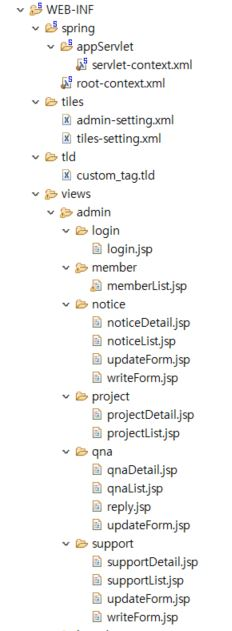 WEB-INF
spring
appServlet
servlet-context.xml
root-context.xml
tiles
admin-setting.xml
tiles-setting.xml
tld
custom_tag.tld
views
admin
login
login.jsp
member
memberList.jsp
notice
noticeDetail.jsp
noticeList.jsp
updateForm.jsp
writeForm.jsp
project
projectDetail.jsp
projectList.jsp
qna
qnaDetail.jsp
qnaList.jsp
reply.jsp
updateForm.jsp
support
supportDetail.jsp
supportList.jsp
updateForm.jsp
writeForm.jsp